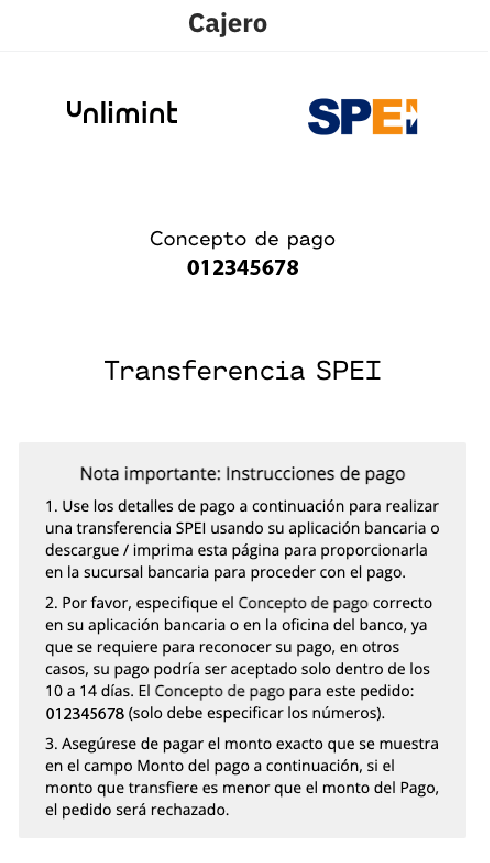 Cajero
Unlimint
SPEI
Concepto de pago
012345678
Transferencia SPEI
Nota importante: Instrucciones de pago
1. Use los detalles de pago a continuación para realizar
una transferencia SPEI usando su aplicación bancaria o
descargue / imprima esta página para proporcionarla
en la sucursal bancaria para proceder con el pago.
2. Por favor, especifique el Concepto de pago correcto
en su aplicación bancaria o en la oficina del banco, ya
que se requiere para reconocer su pago, en otros
casos, su pago podría ser aceptado solo dentro de los
10 a 14 días. El Concepto de pago para este pedido:
012345678 (solo debe especificar los números).
3. Asegúrese de pagar el monto exacto que se muestra
en el campo Monto del pago a continuación, si el
monto que transfiere es menor que el monto del Pago,
el pedido será rechazado.